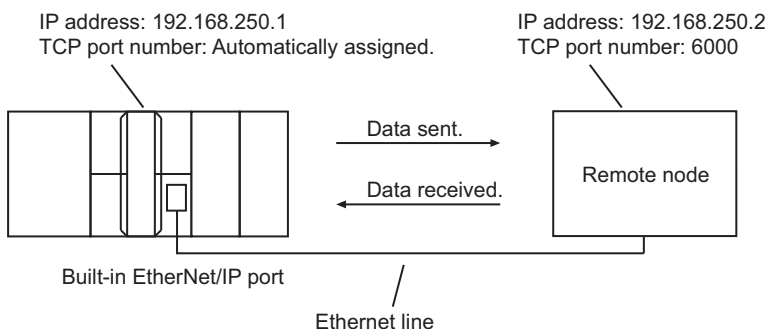 IP address: 192.168.250.1
TCP port number: Automatically assigned.
IP address: 192.168.250.2
TCP port number: 6000
Data sent.
Data received.
Remote node
Built-in EtherNet/IP port
Ethernet line